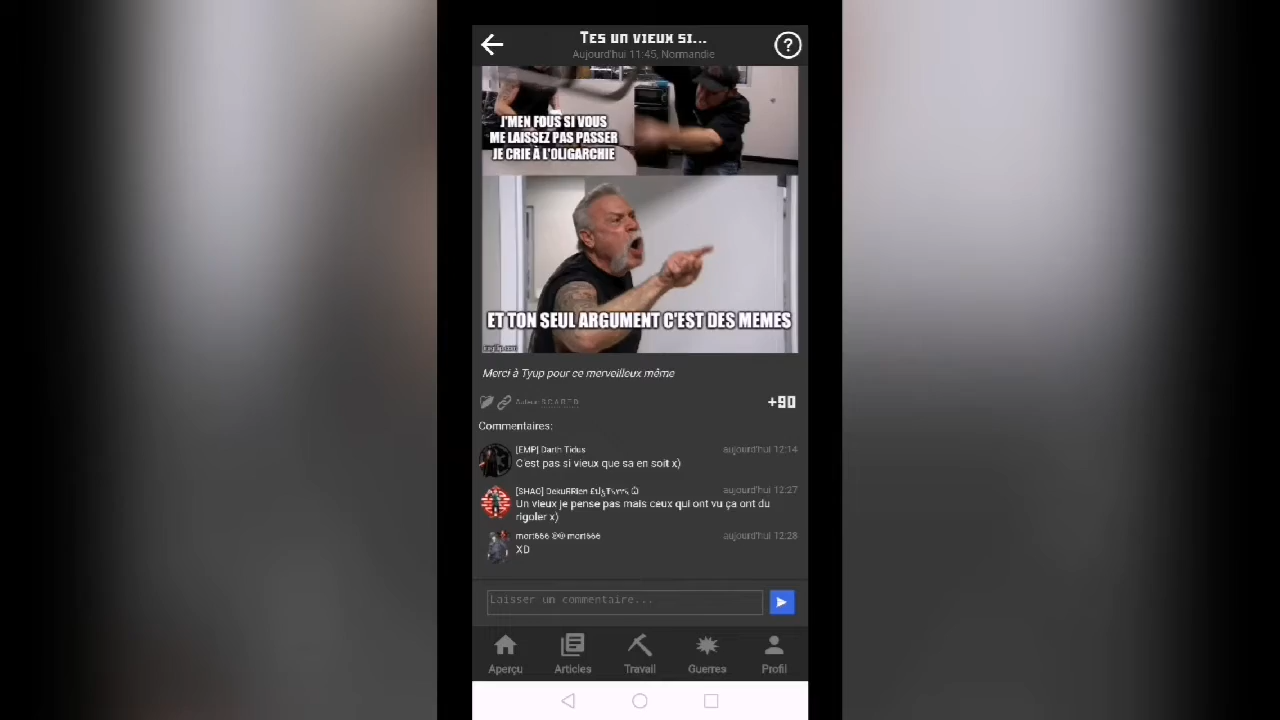 Tes un vieux si...
Aujourd'hui 11:45, Normandie
J'MEN FOUS SI VOUS
ME LAISSEZ PAS PASSER
JE CRIE À L'OLIGARCHIE
ET TON SEUL ARGUMENT C'EST DES MEMES
Merci à Tyup pour ce merveilleux même
+90
Commentaires:
[EMP] Darth Tidus
aujourd'hui 12:14
C'est pas si vieux que sa en soit x)
[SHAO]
aujourd'hui 12:27
Un vieux je pense pas mais ceux qui ont vu ça ont du
rigoler x)
mort666 mort666
aujourd'hui 12:28
XD
Laisser un commentaire...
Aperçu
Articles
Travail
Guerres
Profil